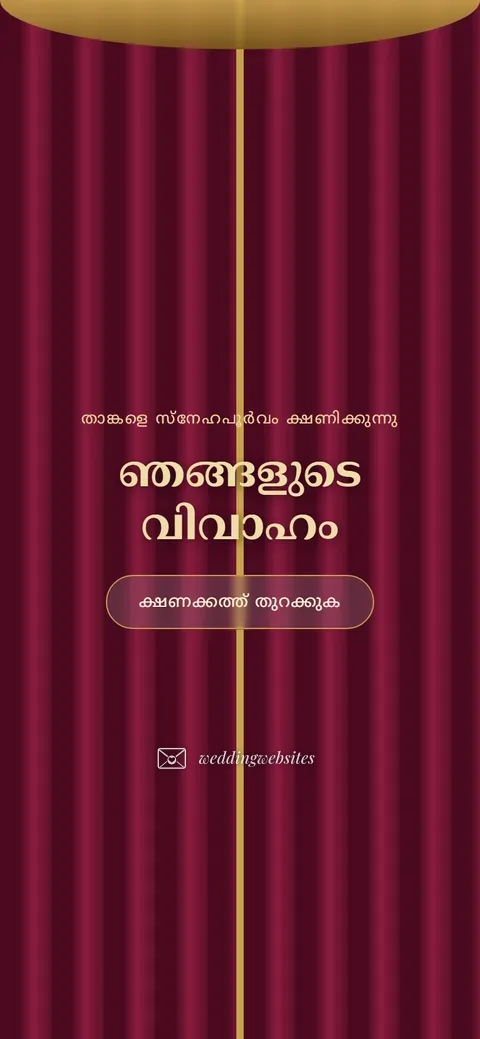 താങ്കളെ സ്നേഹപൂർവം ക്ഷണിക്കുന്നു
ഞങ്ങളുടെ
വിവാഹം
ക്ഷണക്കത്ത് തുറക്കുക
weddingwebsites